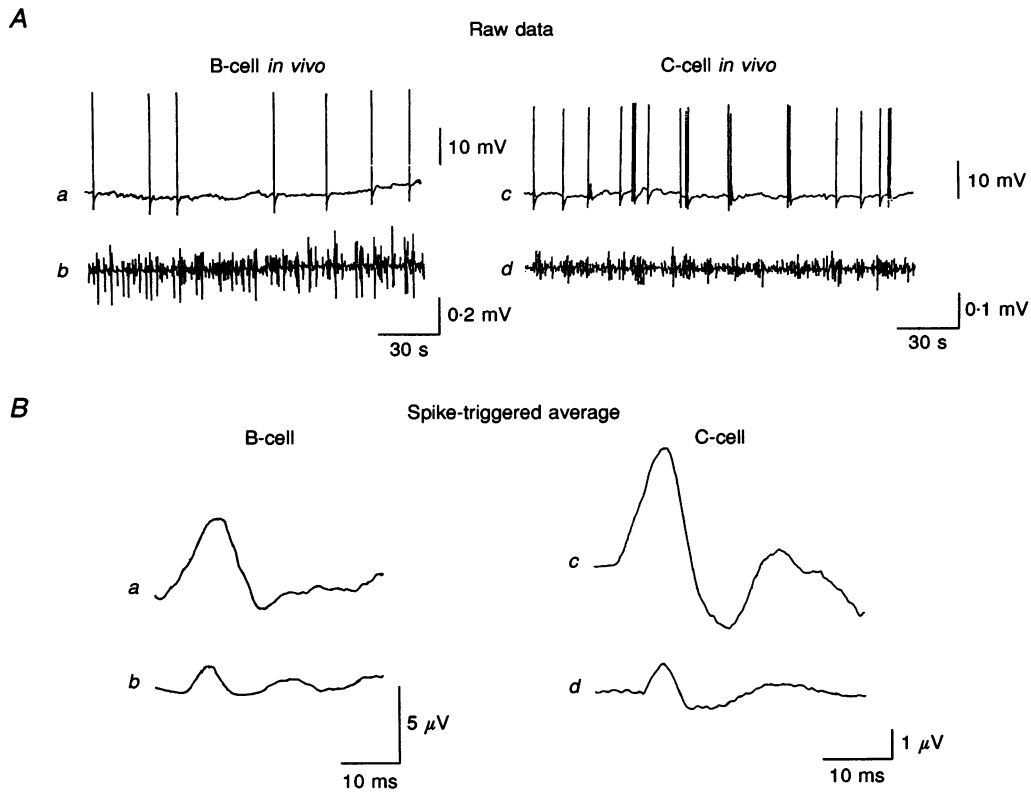 A
Raw data
B-cell in vivo
C-cell in vivo
10 mV
10 mV
a
c
b
d
0·2 mV
0·1 mV
30 s
30 s
B
Spike-triggered average
B-cell
C-cell
a
c
b
d
5 μV
1 μV
10 ms
10 ms